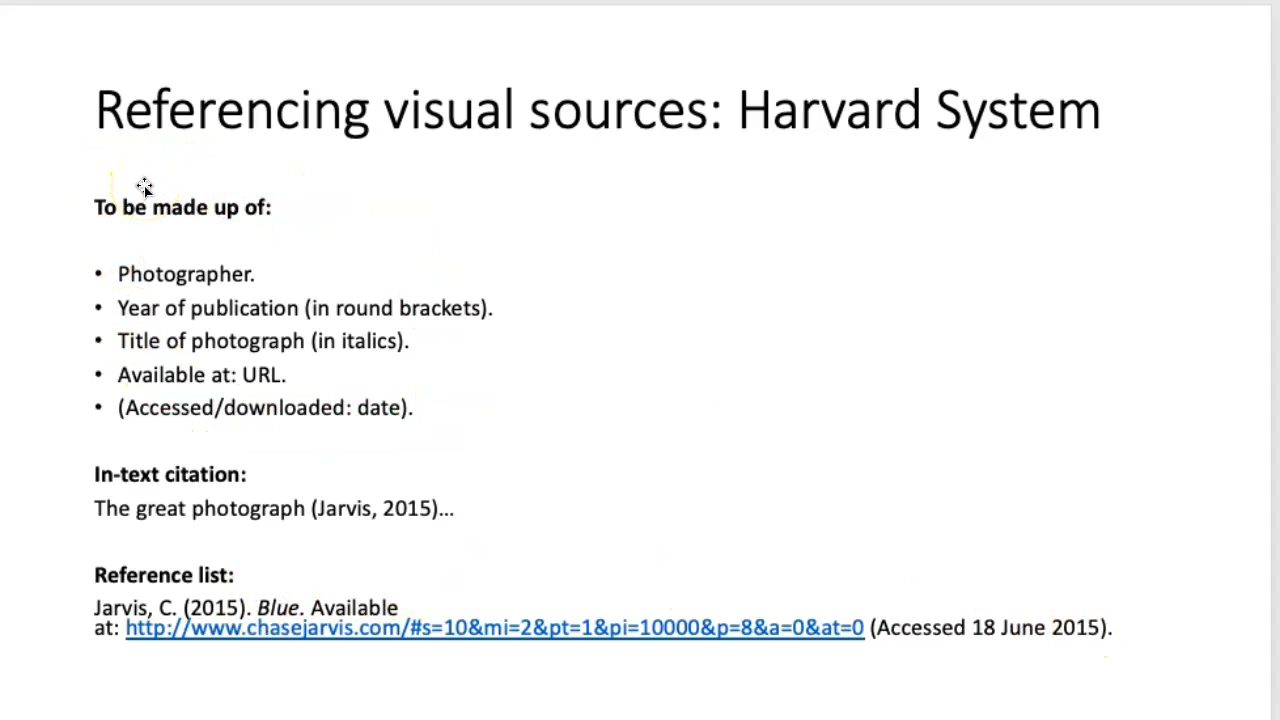 Referencing visual sources: Harvard System
To be made up of:
• Photographer.
• Year of publication (in round brackets).
• Title of photograph (in italics).
• Available at: URL.
• (Accessed/downloaded: date).
In-text citation:
The great photograph (Jarvis, 2015)...
Reference list:
Jarvis, C. (2015). Blue. Available
at: http://www.chasejarvis.com/#s=10&mi=2&pt=1&pi=10000&p=8&a=0&at=0 (Accessed 18 June 2015).